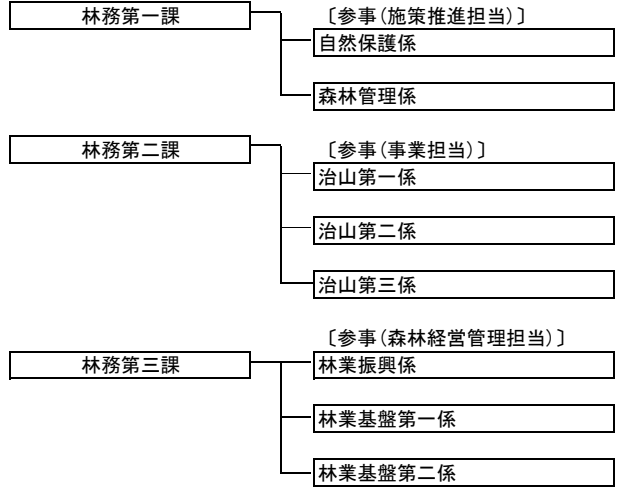 林務第一課
〔参事(施策推進担当)〕
自然保護係
森林管理係
林務第二課
〔参事(事業担当)〕
治山第一係
治山第二係
治山第三係
〔参事(森林経営管理担当)〕
林務第三課
林業振興係
林業基盤第一係
林業基盤第二係